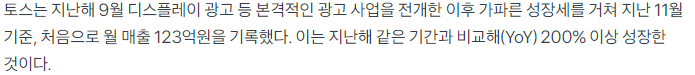 토스는 지난해 9월 디스플레이 광고 등 본격적인 광고 사업을 전개한 이후 가파른 성장세를 거쳐 지난 11월
기준, 처음으로 월 매출 123억원을 기록했다. 이는 지난해 같은 기간과 비교해(YoY) 200% 이상 성장한
것이다.